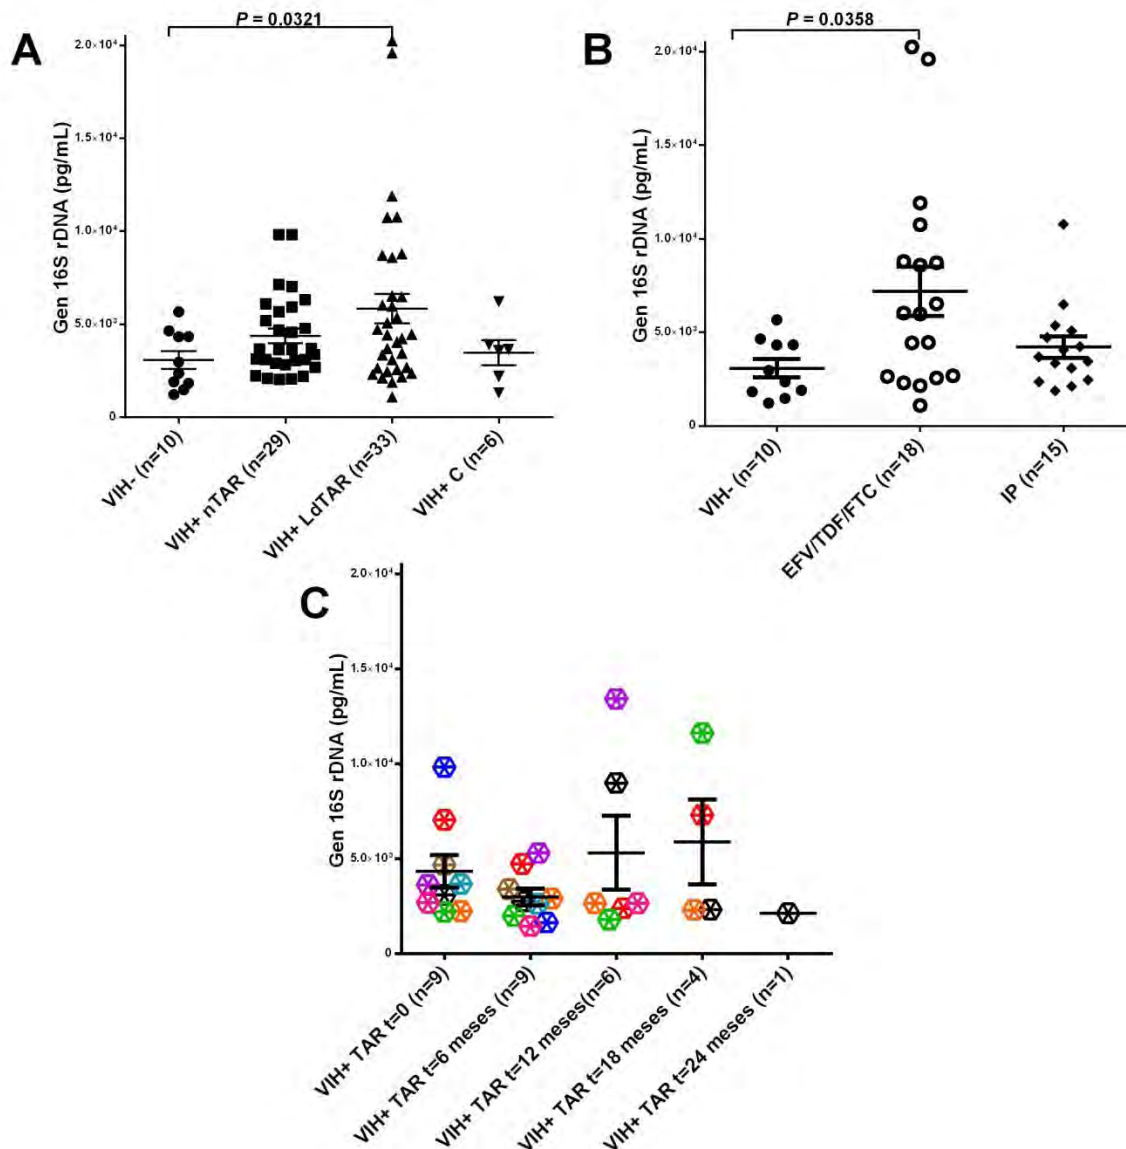 A
P = 0.0321
Gen 16S rDNA (pg/mL)
2.0×10⁴
1.5×10⁴
1.0×10⁴
5.0×10³
0
VIH- (n=10)
VIH+ nTAR (n=29)
VIH+ LdTAR (n=33)
VIH+ C (n=6)
B
P = 0.0358
Gen 16S rDNA (pg/mL)
2.0×10⁴
1.5×10⁴
1.0×10⁴
5.0×10³
0
VIH- (n=10)
EFV/TDF/FTC (n=18)
IP (n=15)
C
Gen 16S rDNA (pg/mL)
2.0×10⁴
1.5×10⁴
1.0×10⁴
5.0×10³
0
VIH+ TAR t=0 (n=9)
VIH+ TAR t=6 meses (n=9)
VIH+ TAR t=12 meses(n=6)
VIH+ TAR t=18 meses (n=4)
VIH+ TAR t=24 meses (n=1)